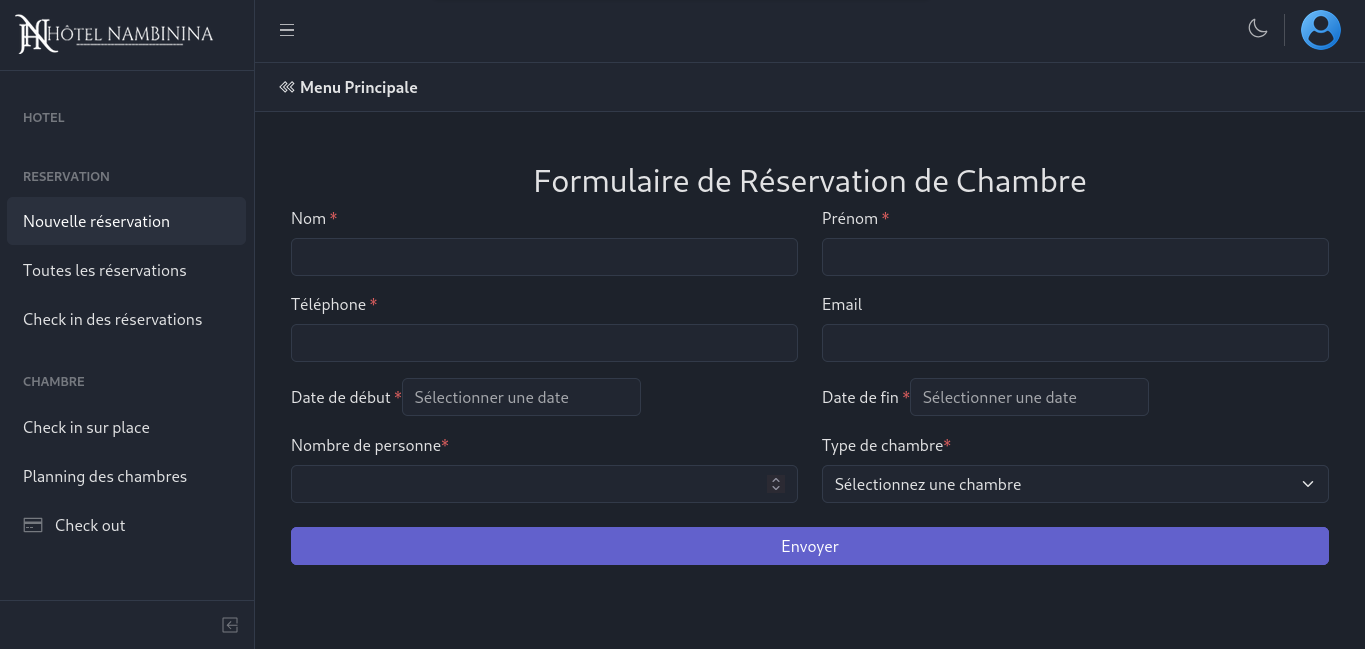 HÔTEL NAMBININA
HOTEL
RESERVATION
Nouvelle réservation
Toutes les réservations
Check in des réservations
CHAMBRE
Check in sur place
Planning des chambres
Check out
Menu Principale
Formulaire de Réservation de Chambre
Nom *
Prénom *
Téléphone *
Email
Date de début * Sélectionner une date
Date de fin * Sélectionner une date
Nombre de personne*
Type de chambre*
Sélectionnez une chambre
Envoyer